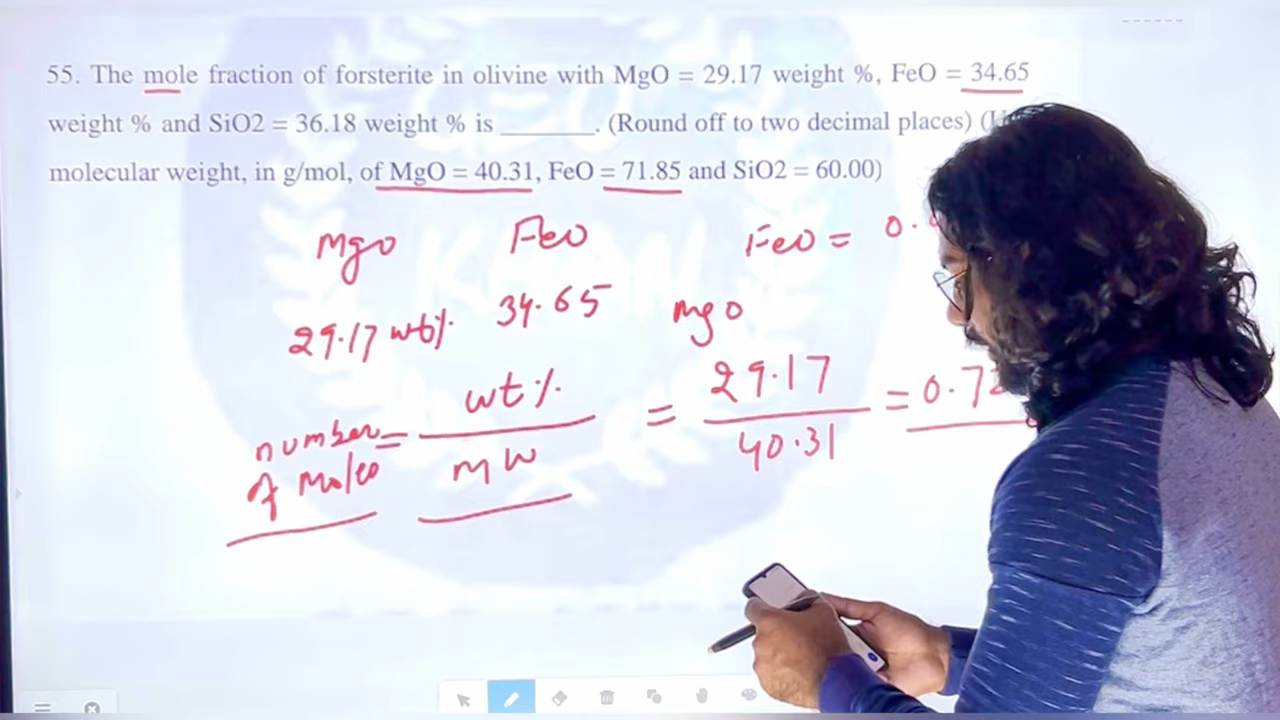 55. The mole fraction of forsterite in olivine with MgO = 29.17 weight %, FeO = 34.65
weight % and SiO2 = 36.18 weight % is _______. (Round off to two decimal places)
molecular weight, in g/mol, of MgO = 40.31, FeO = 71.85 and SiO2 = 60.00)
Mgo FeO FeO = 0.
29.17 wt% 34.65 mgo
number of moles = wt% / MW = 29.17 / 40.31 = 0.72